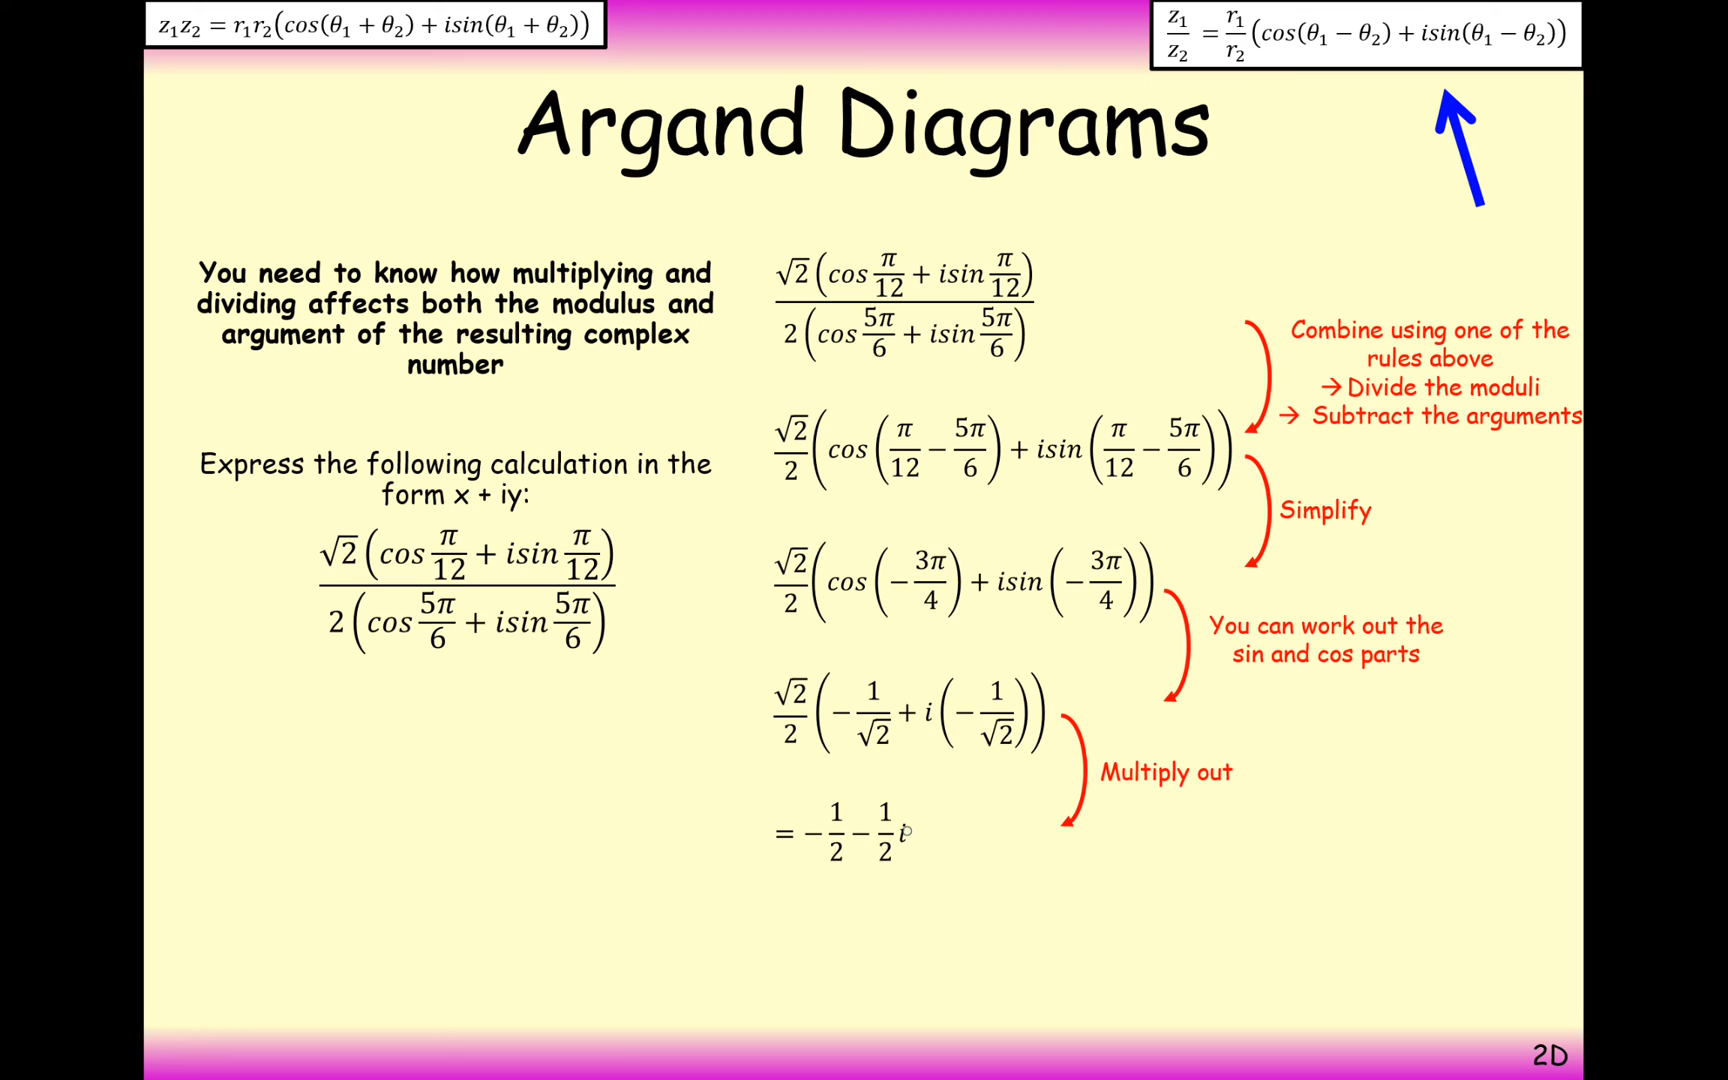 z₁z₂ = r₁r₂(cos(θ₁ + θ₂) + isin(θ₁ + θ₂))
z₁/z₂ = r₁/r₂ (cos(θ₁ − θ₂) + isin(θ₁ − θ₂))
Argand Diagrams
You need to know how multiplying and
dividing affects both the modulus and
argument of the resulting complex
number
Express the following calculation in the
form x + iy:
√2(cos π/12 + isin π/12)
2(cos 5π/6 + isin 5π/6)
√2(cos π/12 + isin π/12)
2(cos 5π/6 + isin 5π/6)
√2/2 (cos(π/12 − 5π/6) + isin(π/12 − 5π/6))
√2/2 (cos(−3π/4) + isin(−3π/4))
√2/2 (−1/√2 + i(−1/√2))
= −1/2 − 1/2 i
Combine using one of the
rules above
→ Divide the moduli
→ Subtract the arguments
Simplify
You can work out the
sin and cos parts
Multiply out
2D